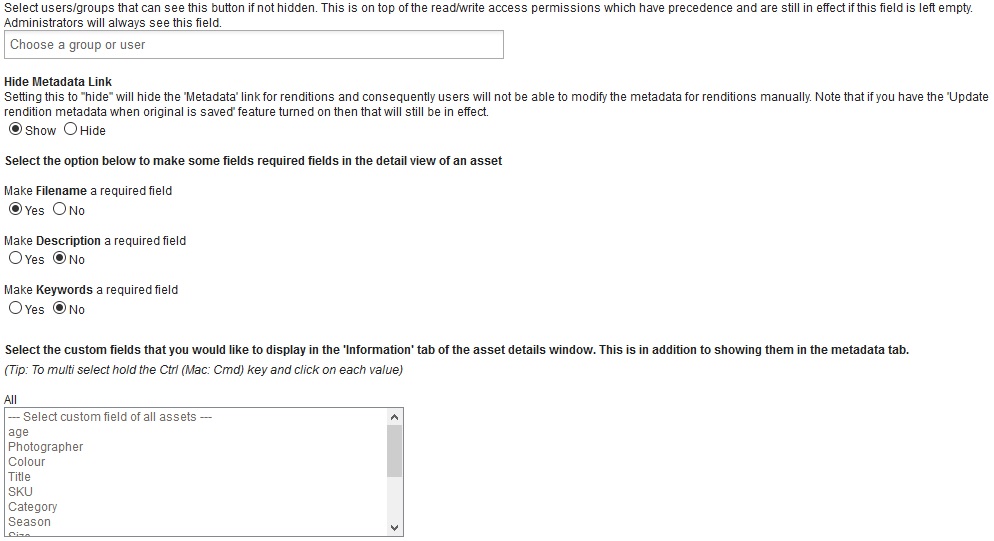 Select users/groups that can see this button if not hidden. This is on top of the read/write access permissions which have precedence and are still in effect if this field is left empty.
Administrators will always see this field.
Choose a group or user
Hide Metadata Link
Setting this to "hide" will hide the 'Metadata' link for renditions and consequently users will not be able to modify the metadata for renditions manually. Note that if you have the 'Update
rendition metadata when original is saved' feature turned on then that will still be in effect.
Show Hide
Select the option below to make some fields required fields in the detail view of an asset
Make Filename a required field
Yes No
Make Description a required field
Yes No
Make Keywords a required field
Yes No
Select the custom fields that you would like to display in the 'Information' tab of the asset details window. This is in addition to showing them in the metadata tab.
(Tip: To multi select hold the Ctrl (Mac: Cmd) key and click on each value)
All
--- Select custom field of all assets ---
age
Photographer
Colour
Title
SKU
Category
Season
Size